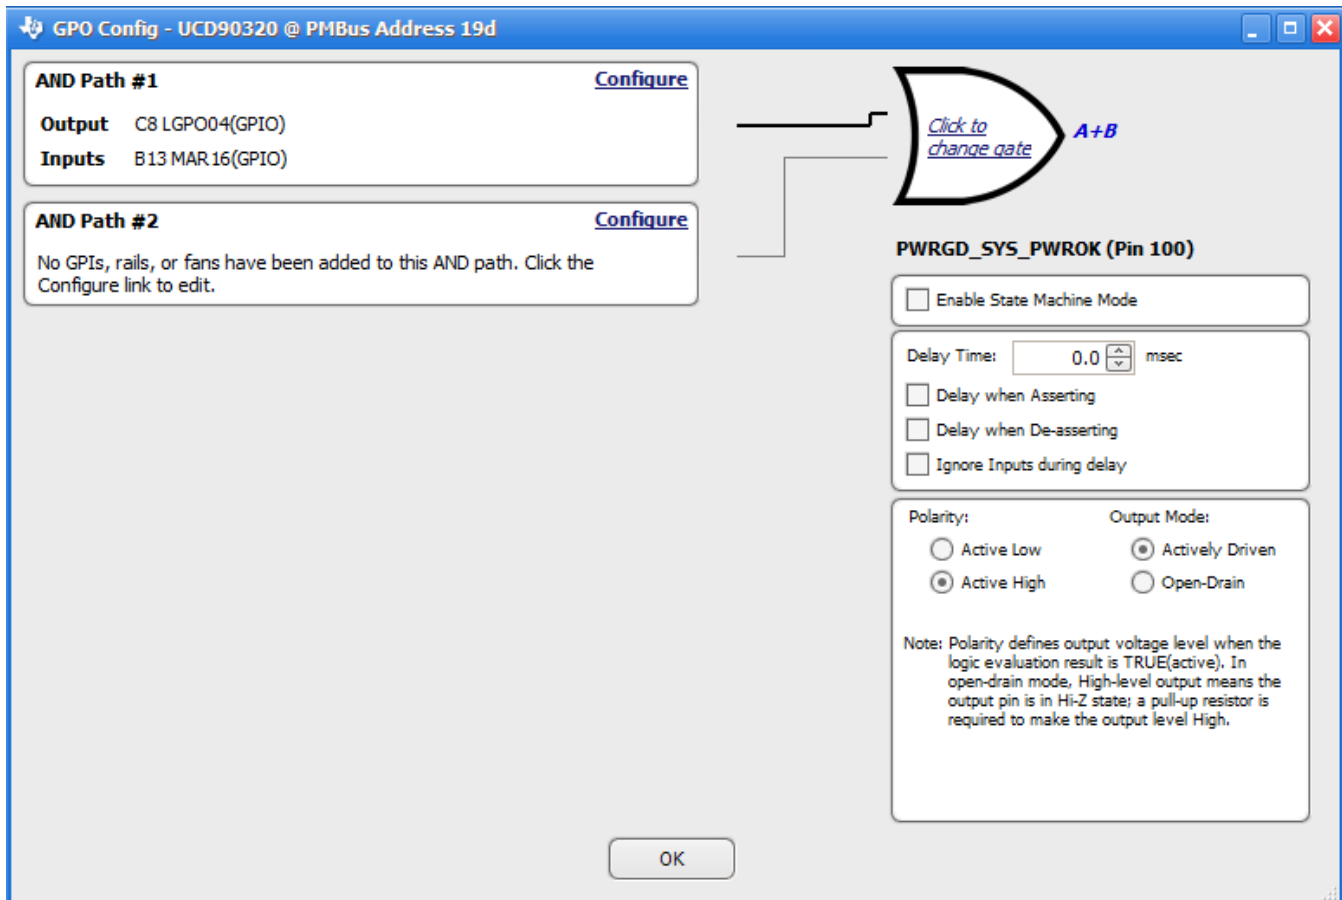 GPO Config - UCD90320 @ PMBus Address 19d
AND Path #1
Configure
Output C8 LGPO04(GPIO)
Inputs B13 MAR16(GPIO)
AND Path #2
Configure
No GPIs, rails, or fans have been added to this AND path. Click the
Configure link to edit.
Click to
change gate
A+B
PWRGD_SYS_PWROK (Pin 100)
Enable State Machine Mode
Delay Time: 0.0 msec
Delay when Asserting
Delay when De-asserting
Ignore Inputs during delay
Polarity: Output Mode:
Active Low Actively Driven
Active High Open-Drain
Note: Polarity defines output voltage level when the
logic evaluation result is TRUE(active). In
open-drain mode, High-level output means the
output pin is in Hi-Z state; a pull-up resistor is
required to make the output level High.
OK